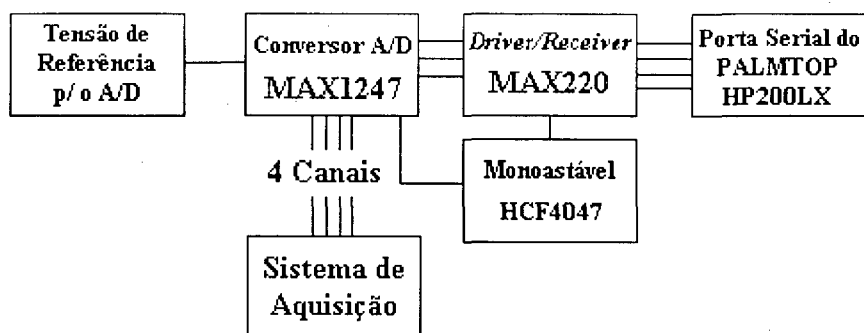 Tensão de
Referência
p/ o A/D
Conversor A/D
MAX1247
Driver/Receiver
MAX220
Porta Serial do
PALMTOP
HP200LX
4 Canais
Monoastável
HCF4047
Sistema de
Aquisição